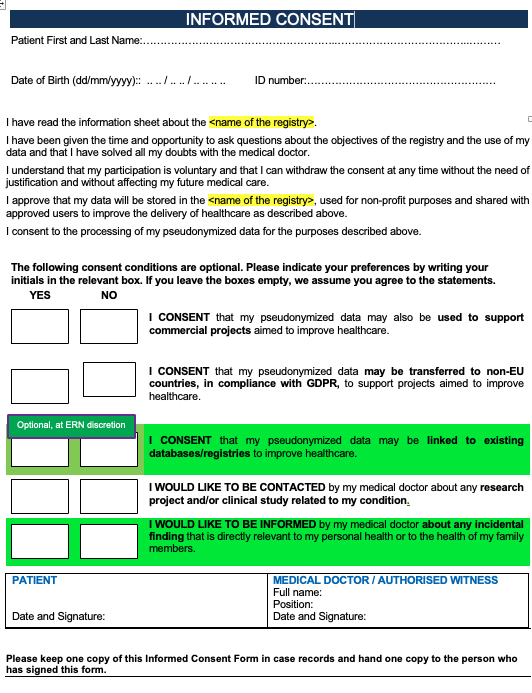 INFORMED CONSENT
Patient First and Last Name:……………………………………………..………………………………..………
Date of Birth (dd/mm/yyyy):: .. .. / .. .. / .. .. .. .. ID number:………………………………………………
I have read the information sheet about the <name of the registry>.
I have been given the time and opportunity to ask questions about the objectives of the registry and the use of my
data and that I have solved all my doubts with the medical doctor.
I understand that my participation is voluntary and that I can withdraw the consent at any time without the need of
justification and without affecting my future medical care.
I approve that my data will be stored in the <name of the registry>, used for non-profit purposes and shared with
approved users to improve the delivery of healthcare as described above.
I consent to the processing of my pseudonymized data for the purposes described above.
The following consent conditions are optional. Please indicate your preferences by writing your
initials in the relevant box. If you leave the boxes empty, we assume you agree to the statements.
YES NO
I CONSENT that my pseudonymized data may also be used to support
commercial projects aimed to improve healthcare.
I CONSENT that my pseudonymized data may be transferred to non-EU
countries, in compliance with GDPR, to support projects aimed to improve
healthcare.
Optional, at ERN discretion
I CONSENT that my pseudonymized data may be linked to existing
databases/registries to improve healthcare.
I WOULD LIKE TO BE CONTACTED by my medical doctor about any research
project and/or clinical study related to my condition.
I WOULD LIKE TO BE INFORMED by my medical doctor about any incidental
finding that is directly relevant to my personal health or to the health of my family
members.
PATIENT
Date and Signature:
MEDICAL DOCTOR / AUTHORISED WITNESS
Full name:
Position:
Date and Signature:
Please keep one copy of this Informed Consent Form in case records and hand one copy to the person who
has signed this form.